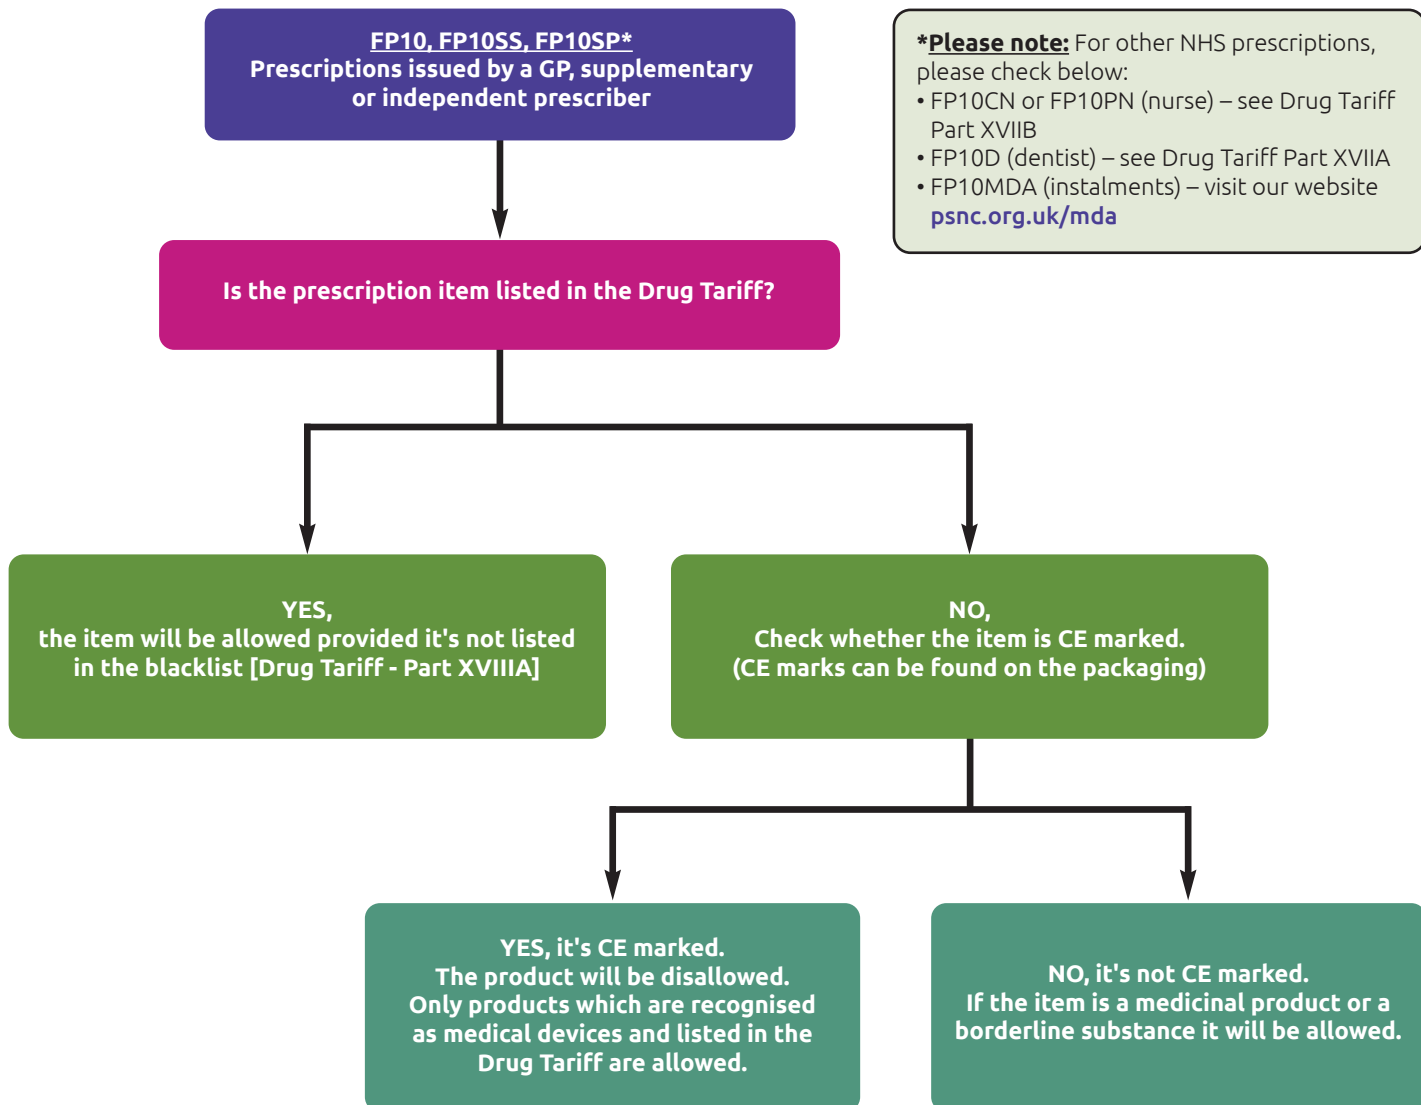 FP10, FP10SS, FP10SP*
Prescriptions issued by a GP, supplementary
or independent prescriber
*Please note: For other NHS prescriptions,
please check below:
• FP10CN or FP10PN (nurse) – see Drug Tariff
Part XVIIB
• FP10D (dentist) – see Drug Tariff Part XVIIA
• FP10MDA (instalments) – visit our website
psnc.org.uk/mda
Is the prescription item listed in the Drug Tariff?
YES,
the item will be allowed provided it's not listed
in the blacklist [Drug Tariff - Part XVIIIA]
NO,
Check whether the item is CE marked.
(CE marks can be found on the packaging)
YES, it's CE marked.
The product will be disallowed.
Only products which are recognised
as medical devices and listed in the
Drug Tariff are allowed.
NO, it's not CE marked.
If the item is a medicinal product or a
borderline substance it will be allowed.